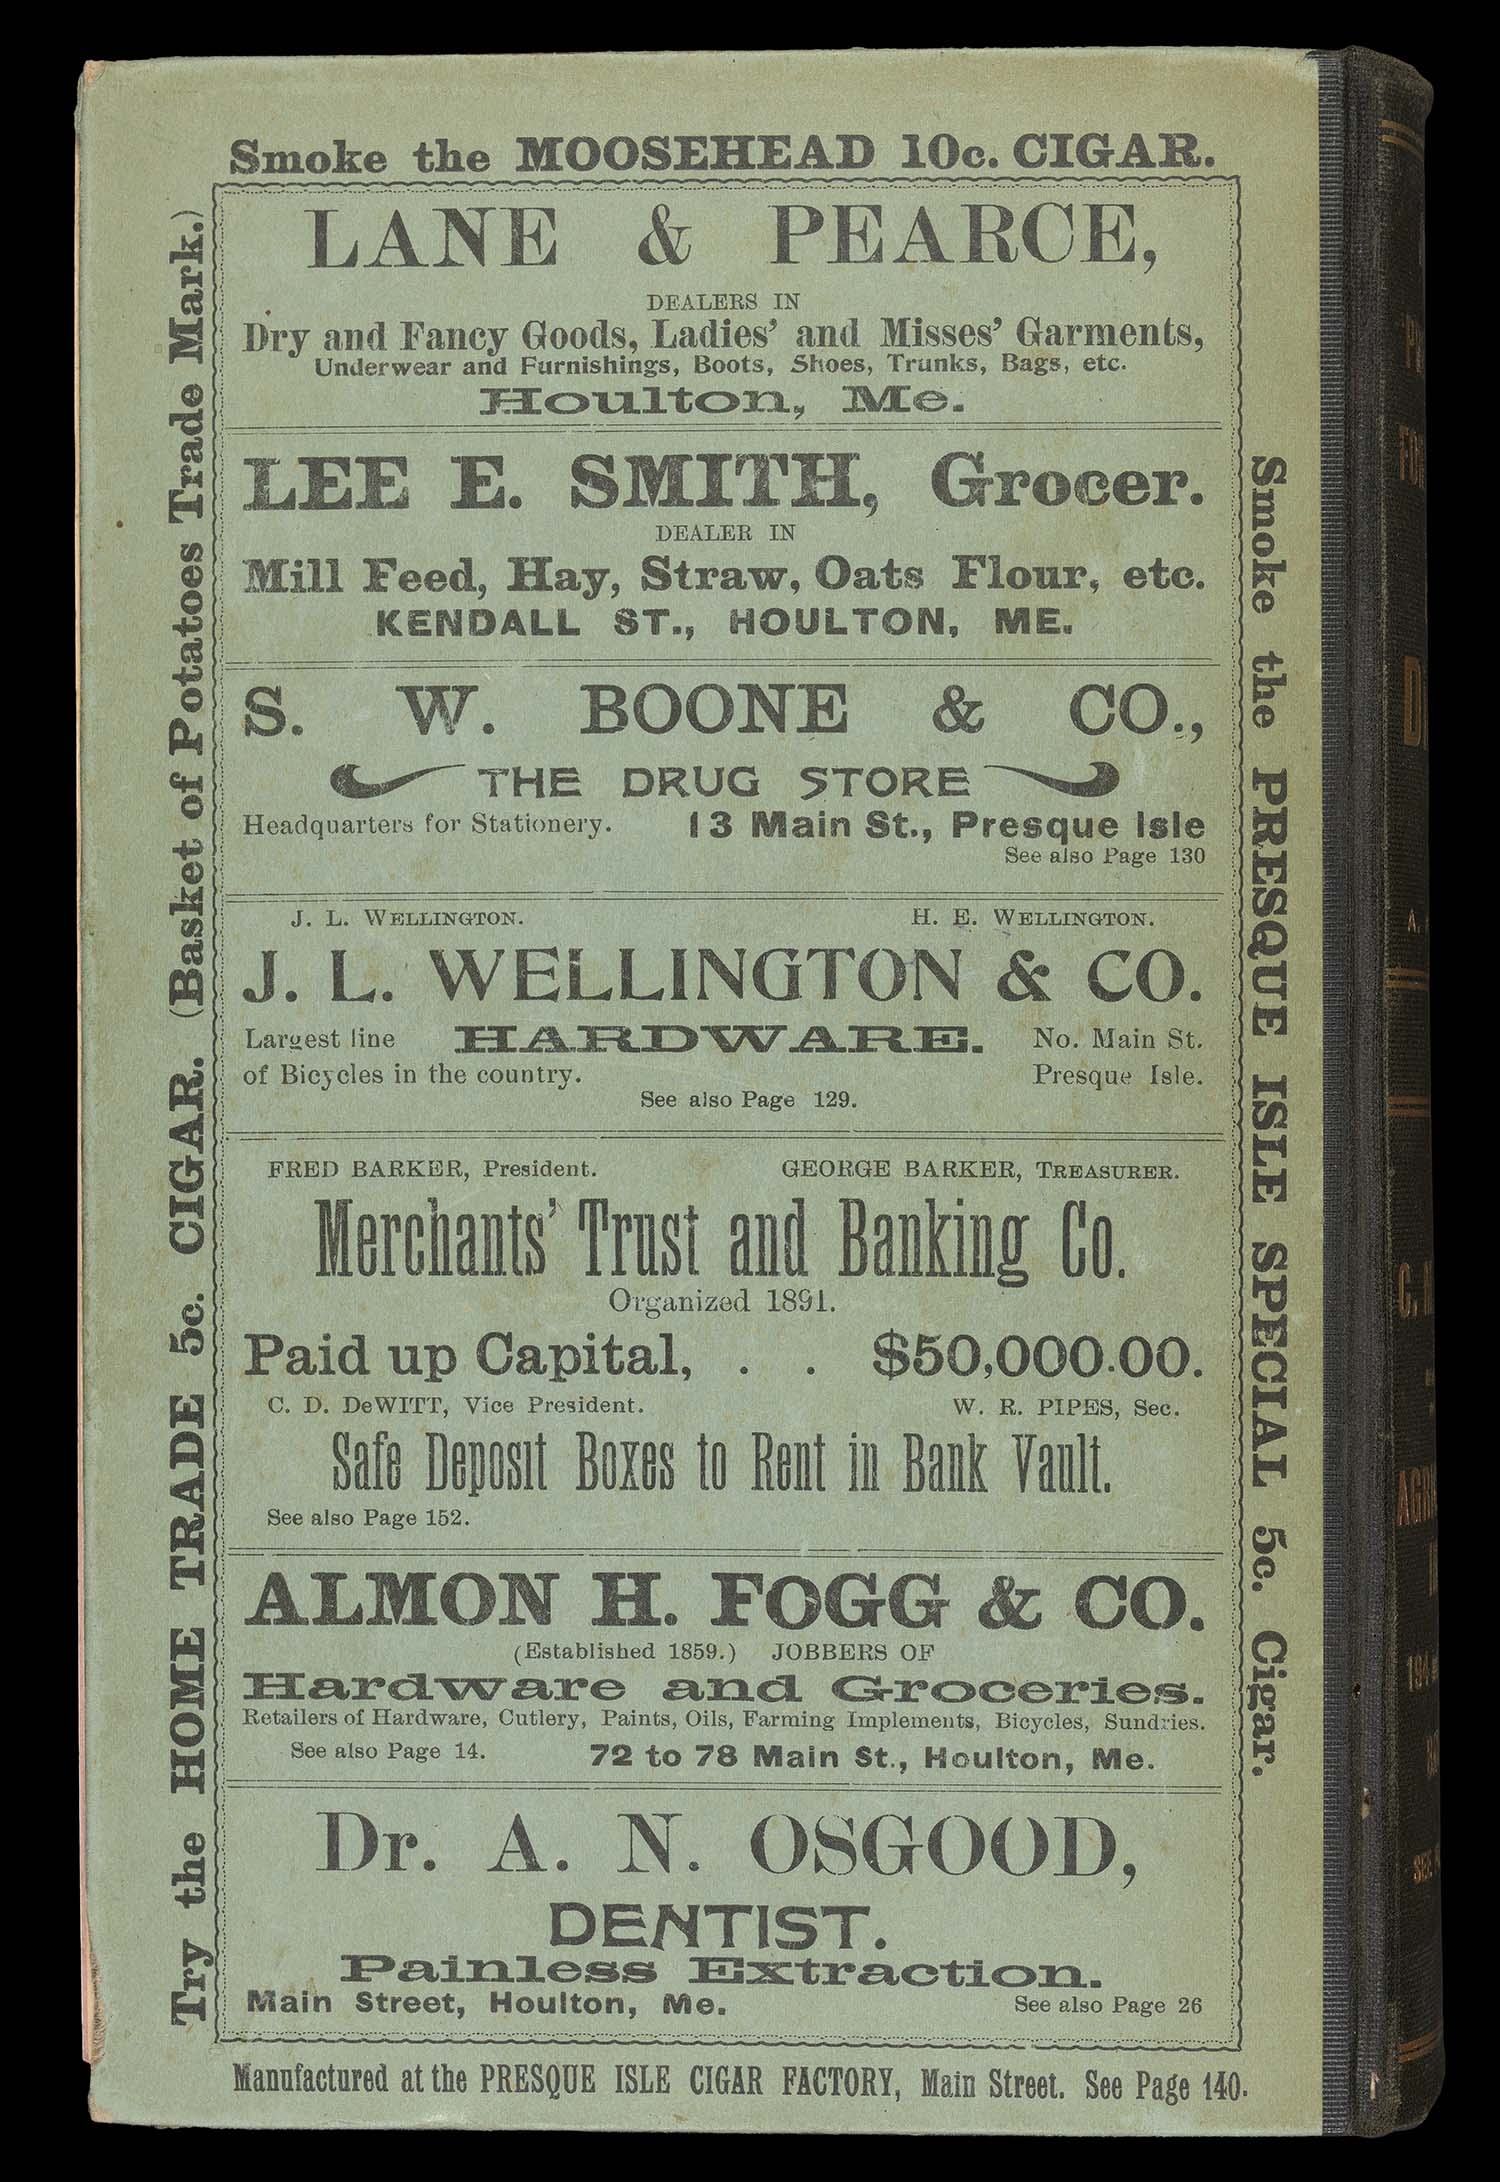 Smoke the MOOSEHEAD 10c. CIGAR.
Try the HOME TRADE 5c. CIGAR. (Basket of Potatoes Trade Mark.)
LANE & PEARCE,
DEALERS IN
Dry and Fancy Goods, Ladies' and Misses' Garments,
Underwear and Furnishings, Boots, Shoes, Trunks, Bags, etc.
Houlton, Me.
LEE E. SMITH, Grocer.
DEALER IN
Mill Feed, Hay, Straw, Oats Flour, etc.
KENDALL ST., HOULTON, ME.
S. W. BOONE & CO.,
THE DRUG STORE
Headquarters for Stationery. 13 Main St., Presque Isle
See also Page 130
J. L. WELLINGTON. H. E. WELLINGTON.
J. L. WELLINGTON & CO.
Largest line HARDWARE. No. Main St.
of Bicycles in the country. Presque Isle.
See also Page 129.
FRED BARKER, President. GEORGE BARKER, TREASURER.
Merchants' Trust and Banking Co.
Organized 1891.
Paid up Capital, . . $50,000.00.
C. D. DeWITT, Vice President. W. R. PIPES, Sec.
Safe Deposit Boxes to Rent in Bank Vault.
See also Page 152.
ALMON H. FOGG & CO.
(Established 1859.) JOBBERS OF
Hardware and Groceries.
Retailers of Hardware, Cutlery, Paints, Oils, Farming Implements, Bicycles, Sundries.
See also Page 14. 72 to 78 Main St., Houlton, Me.
Dr. A. N. OSGOOD,
DENTIST.
Painless Extraction.
Main Street, Houlton, Me. See also Page 26
Smoke the PRESQUE ISLE SPECIAL 5c. Cigar.
Manufactured at the PRESQUE ISLE CIGAR FACTORY, Main Street. See Page 140.